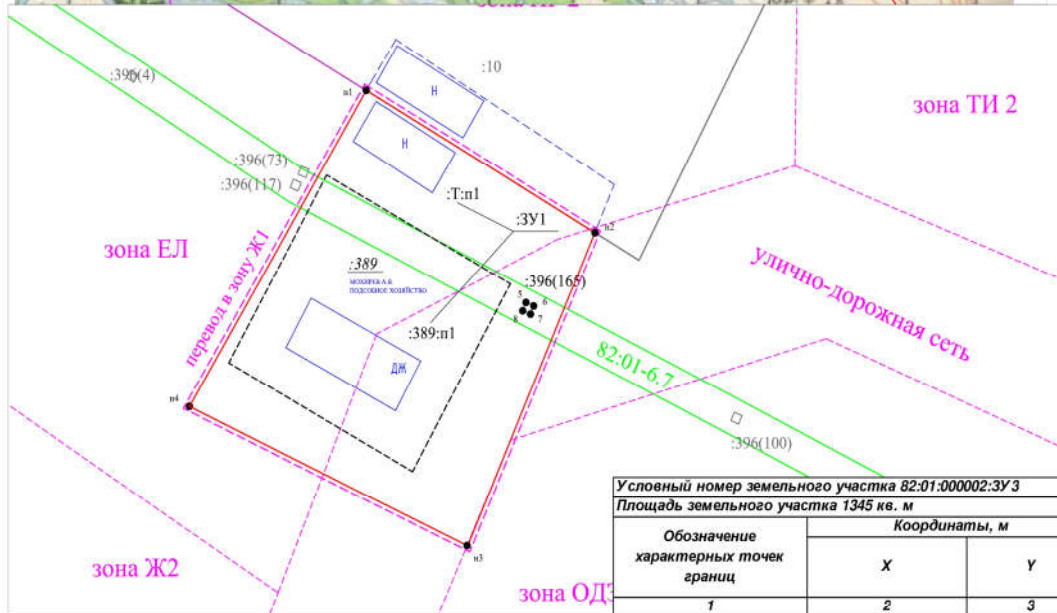 :10
Н
:396(4)
н1
зона ТИ 2
Н
:396(73)
:396(117)
:Т:п1
:ЗУ1
н2
зона ЕЛ
перевод в зону Ж1
:389
подсобное хозяйство
:396(165)
5
6
8
7
улично-дорожная сеть
:389:п1
82:01-6.7
ДЖ
н4
:396(100)
н3
зона Ж2
зона ОД
Условный номер земельного участка 82:01:000002:ЗУ3
Площадь земельного участка 1345 кв. м
Обозначение характерных точек границ
Координаты, м
X
Y
1
2
3